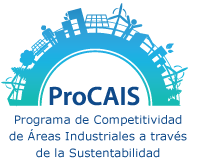 ProCAIS
Programa de Competitividad
de Áreas Industriales a través
de la Sustentabilidad